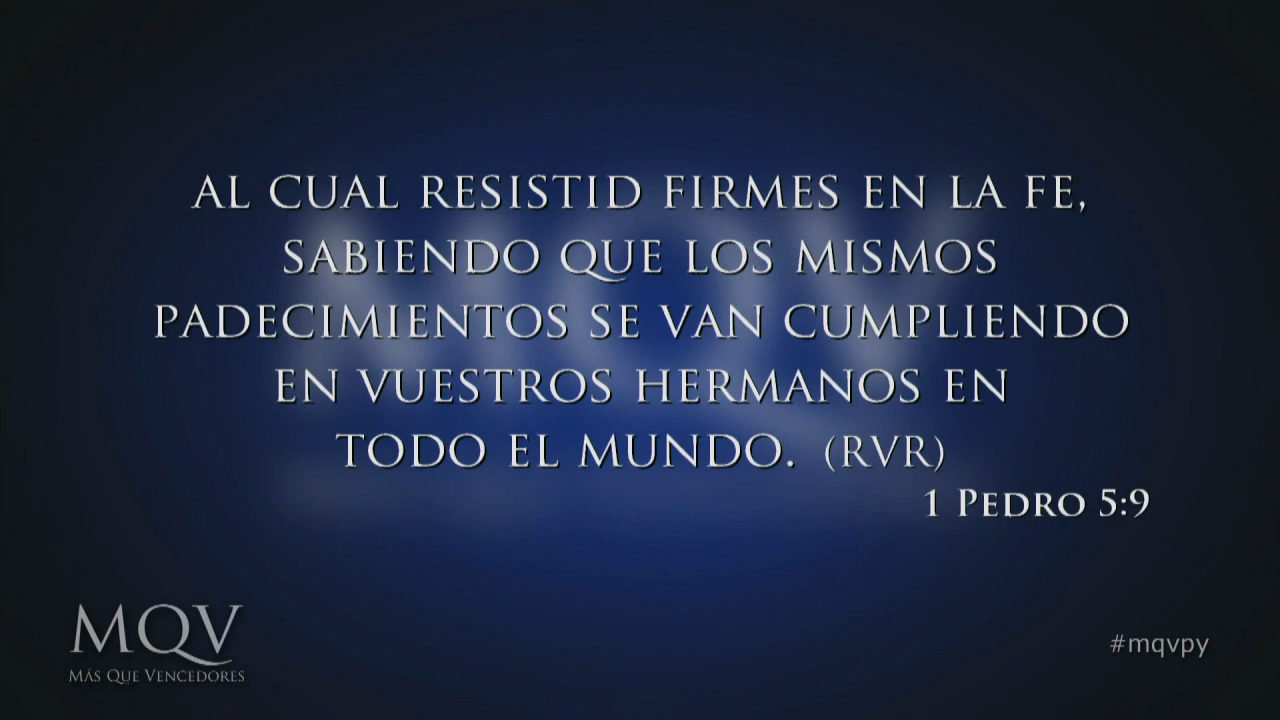 AL CUAL RESISTID FIRMES EN LA FE,
SABIENDO QUE LOS MISMOS
PADECIMIENTOS SE VAN CUMPLIENDO
EN VUESTROS HERMANOS EN
TODO EL MUNDO. (RVR)
1 PEDRO 5:9
MQV
MÁS QUE VENCEDORES
#mqvpy